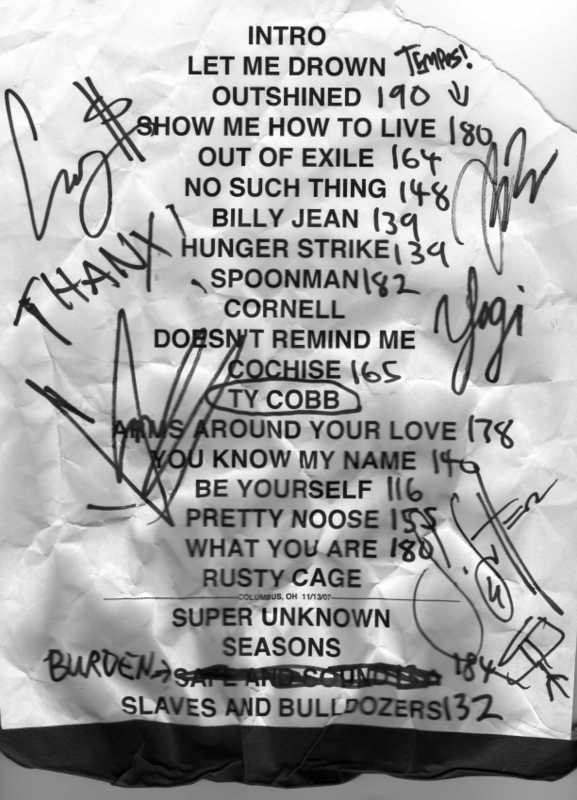 INTRO
LET ME DROWN TEMPOS!
OUTSHINED 190
SHOW ME HOW TO LIVE 180
OUT OF EXILE 164
NO SUCH THING 148
BILLY JEAN 139
THANX!
HUNGER STRIKE 139
SPOONMAN 182
Yogi
CORNELL
DOESN'T REMIND ME
COCHISE 165
TY COBB
ARMS AROUND YOUR LOVE 178
YOU KNOW MY NAME 140
BE YOURSELF 116
PRETTY NOOSE 155
WHAT YOU ARE 180
RUSTY CAGE
COLUMBUS, OH 11/13/07
SUPER UNKNOWN
SEASONS
BURDEN → SAFE AND SOUND 184
SLAVES AND BULLDOZERS 132